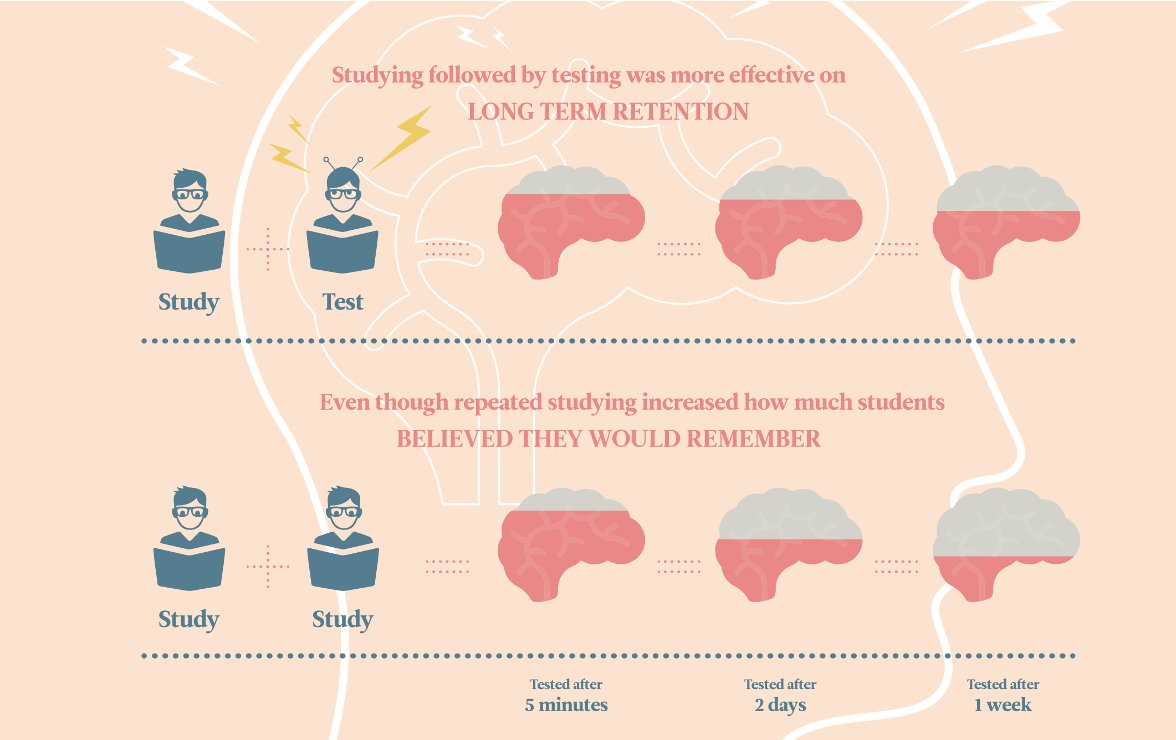 Studying followed by testing was more effective on
LONG TERM RETENTION
Study
Test
Even though repeated studying increased how much students
BELIEVED THEY WOULD REMEMBER
Study
Study
Tested after
5 minutes
Tested after
2 days
Tested after
1 week